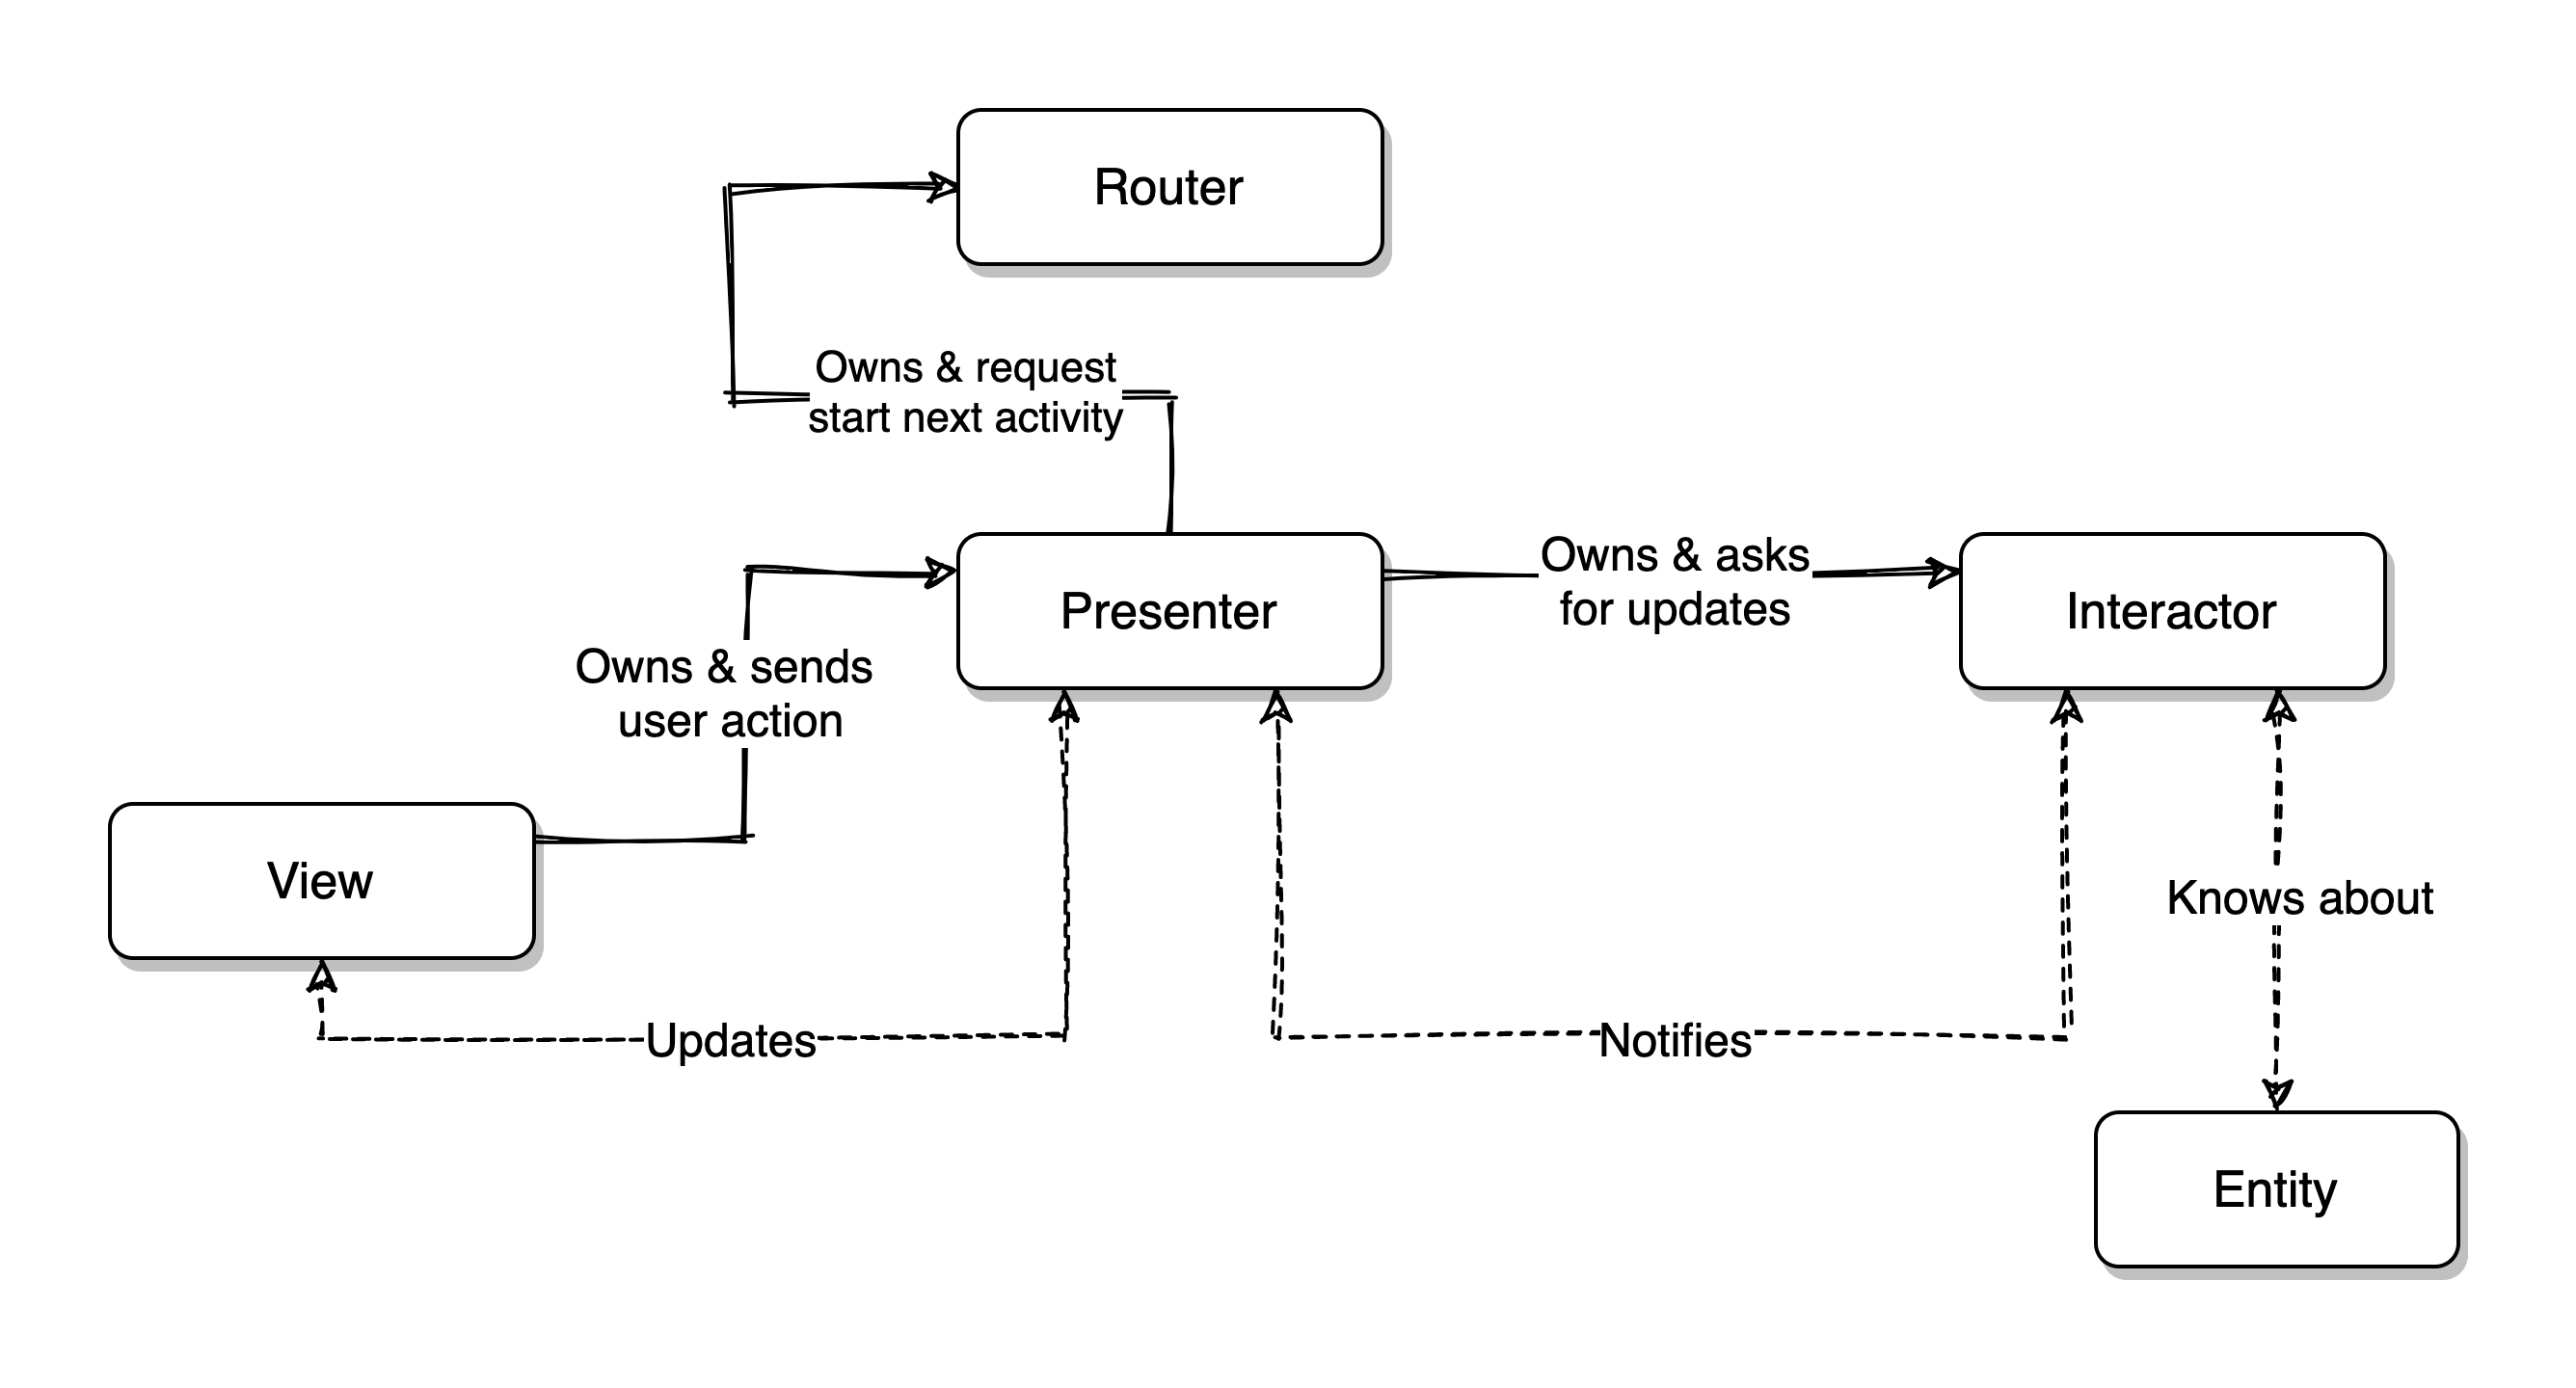 Router
Owns & request
start next activity
Owns & asks
for updates
Presenter
Interactor
Owns & sends
user action
View
Knows about
Updates
Notifies
Entity